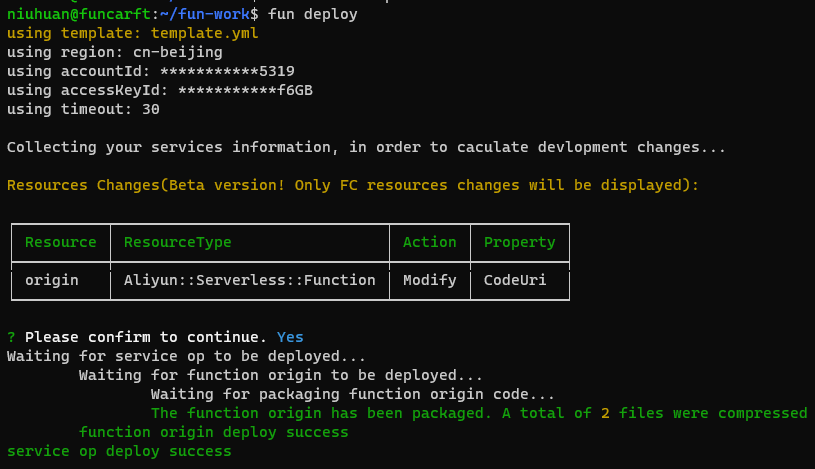 niuhuan@funcarft:~/fun-work$ fun deploy
using template: template.yml
using region: cn-beijing
using accountId: ***********5319
using accessKeyId: ***********f6GB
using timeout: 30
Collecting your services information, in order to caculate devlopment changes...
Resources Changes(Beta version! Only FC resources changes will be displayed):
Resource ResourceType Action Property
origin Aliyun::Serverless::Function Modify CodeUri
? Please confirm to continue. Yes
Waiting for service op to be deployed...
Waiting for function origin to be deployed...
Waiting for packaging function origin code...
The function origin has been packaged. A total of 2 files were compressed
function origin deploy success
service op deploy success